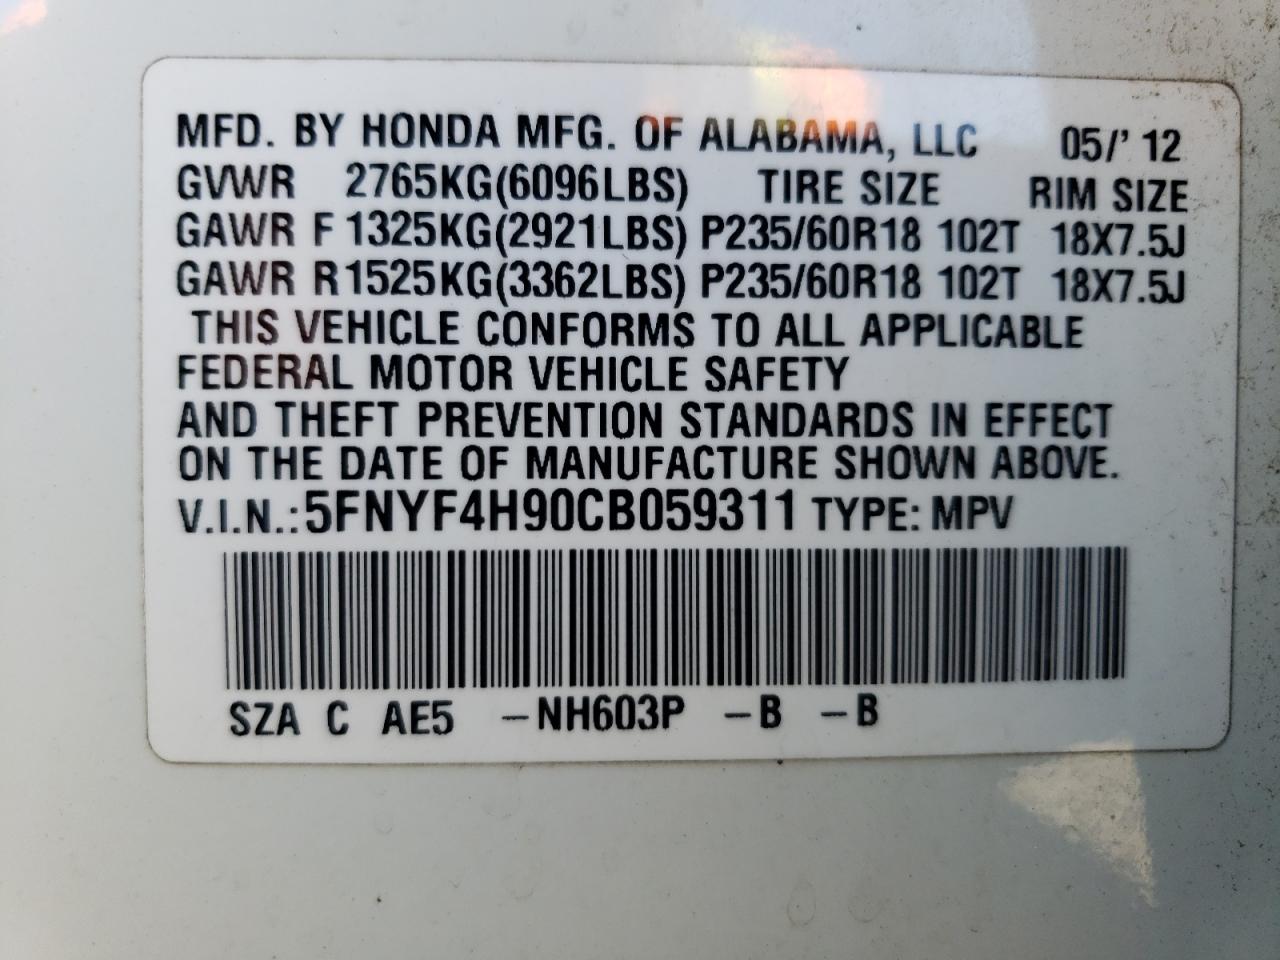 MFD. BY HONDA MFG. OF ALABAMA, LLC 05/' 12
GVWR 2765KG(6096LBS) TIRE SIZE RIM SIZE
GAWR F 1325KG(2921LBS) P235/60R18 102T 18X7.5J
GAWR R1525KG(3362LBS) P235/60R18 102T 18X7.5J
THIS VEHICLE CONFORMS TO ALL APPLICABLE
FEDERAL MOTOR VEHICLE SAFETY
AND THEFT PREVENTION STANDARDS IN EFFECT
ON THE DATE OF MANUFACTURE SHOWN ABOVE.
V.I.N.:5FNYF4H90CB059311 TYPE: MPV
SZA C AE5 –NH603P –B –B